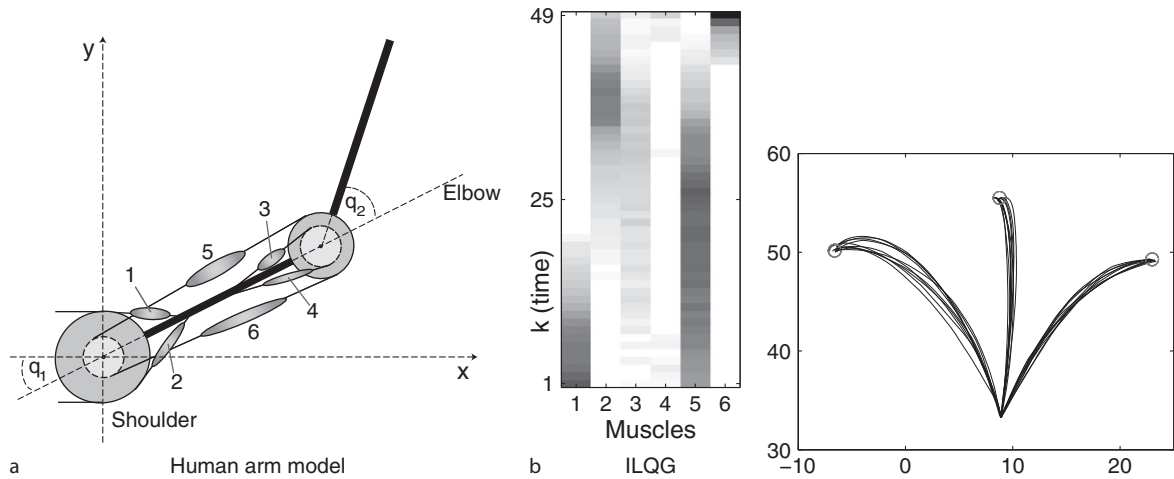 y
x
q1
q2
1
2
3
4
5
6
Elbow
Shoulder
a Human arm model
49
25
1
k (time)
1 2 3 4 5 6
Muscles
b ILQG
60
50
40
30
−10 0 10 20